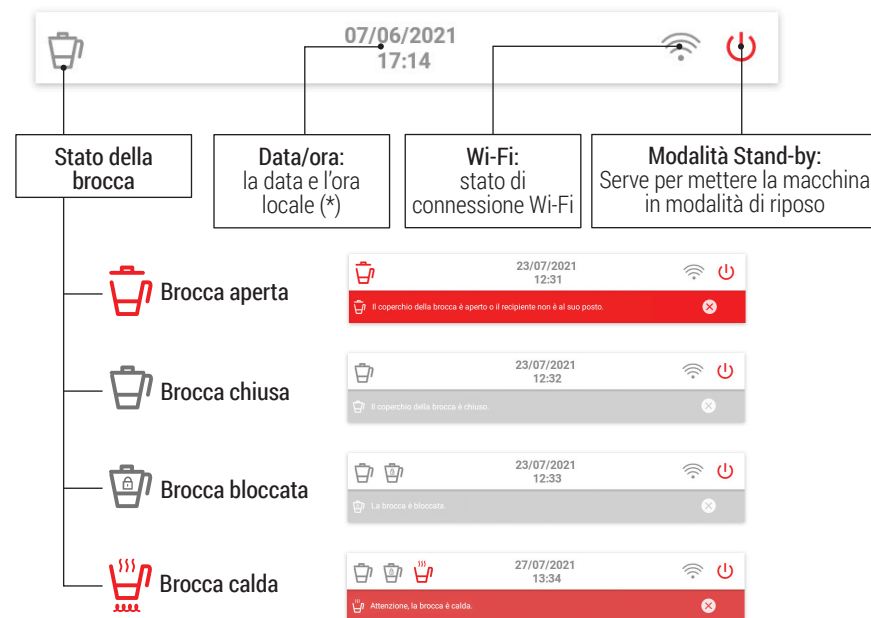 07/06/2021
17:14
Stato della
brocca
Data/ora:
la data e l'ora
locale (*)
Wi-Fi:
stato di
connessione Wi-Fi
Modalità Stand-by:
Serve per mettere la macchina
in modalità di riposo
Brocca aperta
23/07/2021
12:31
Il coperchio della brocca è aperto o il recipiente non è al suo posto.
Brocca chiusa
23/07/2021
12:32
Il coperchio della brocca è chiuso.
Brocca bloccata
23/07/2021
12:33
La brocca è bloccata.
Brocca calda
27/07/2021
13:34
Attenzione, la brocca è calda.